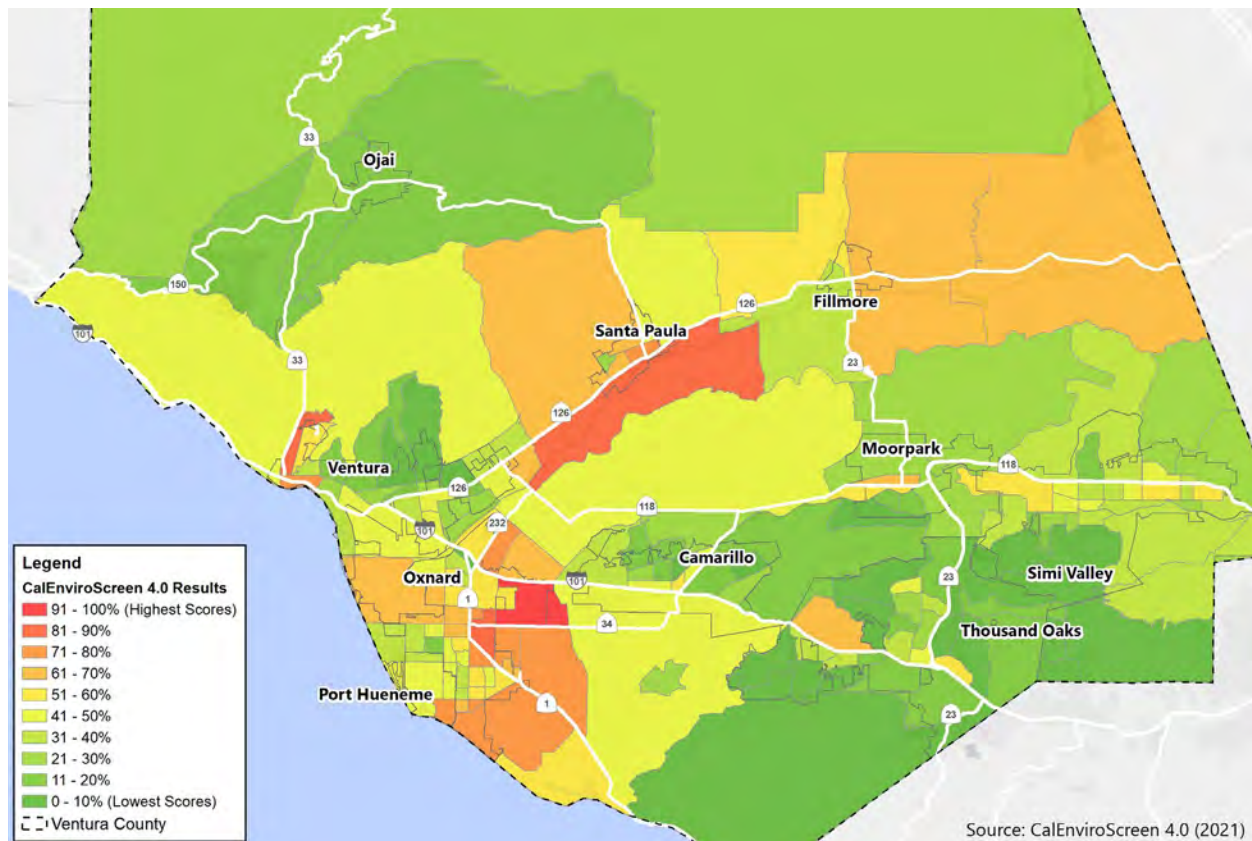 33
Ojai
150
101
126
Fillmore
Santa Paula
33
23
126
Moorpark
Ventura
126
118
118
232
101
Camarillo
Oxnard
101
Simi Valley
23
1
34
Thousand Oaks
Port Hueneme
1
23
Legend
CalEnviroScreen 4.0 Results
91 - 100% (Highest Scores)
81 - 90%
71 - 80%
61 - 70%
51 - 60%
41 - 50%
31 - 40%
21 - 30%
11 - 20%
0 - 10% (Lowest Scores)
Ventura County
Source: CalEnviroScreen 4.0 (2021)